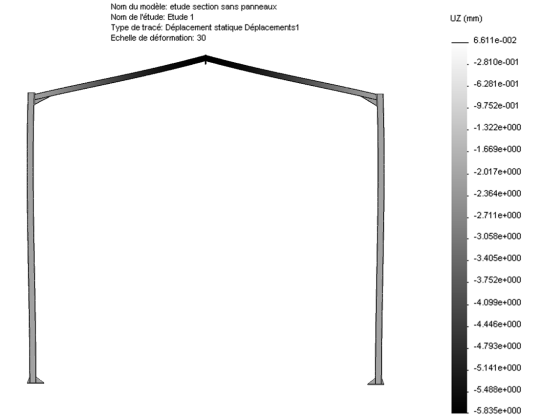 Nom du modèle: etude section sans panneaux
Nom de l'étude: Etude 1
Type de tracé: Déplacement statique Déplacements1
Echelle de déformation: 30
UZ (mm)
6.611e-002
-2.810e-001
-6.281e-001
-9.752e-001
-1.322e+000
-1.669e+000
-2.017e+000
-2.364e+000
-2.711e+000
-3.058e+000
-3.405e+000
-3.752e+000
-4.099e+000
-4.446e+000
-4.793e+000
-5.141e+000
-5.488e+000
-5.835e+000